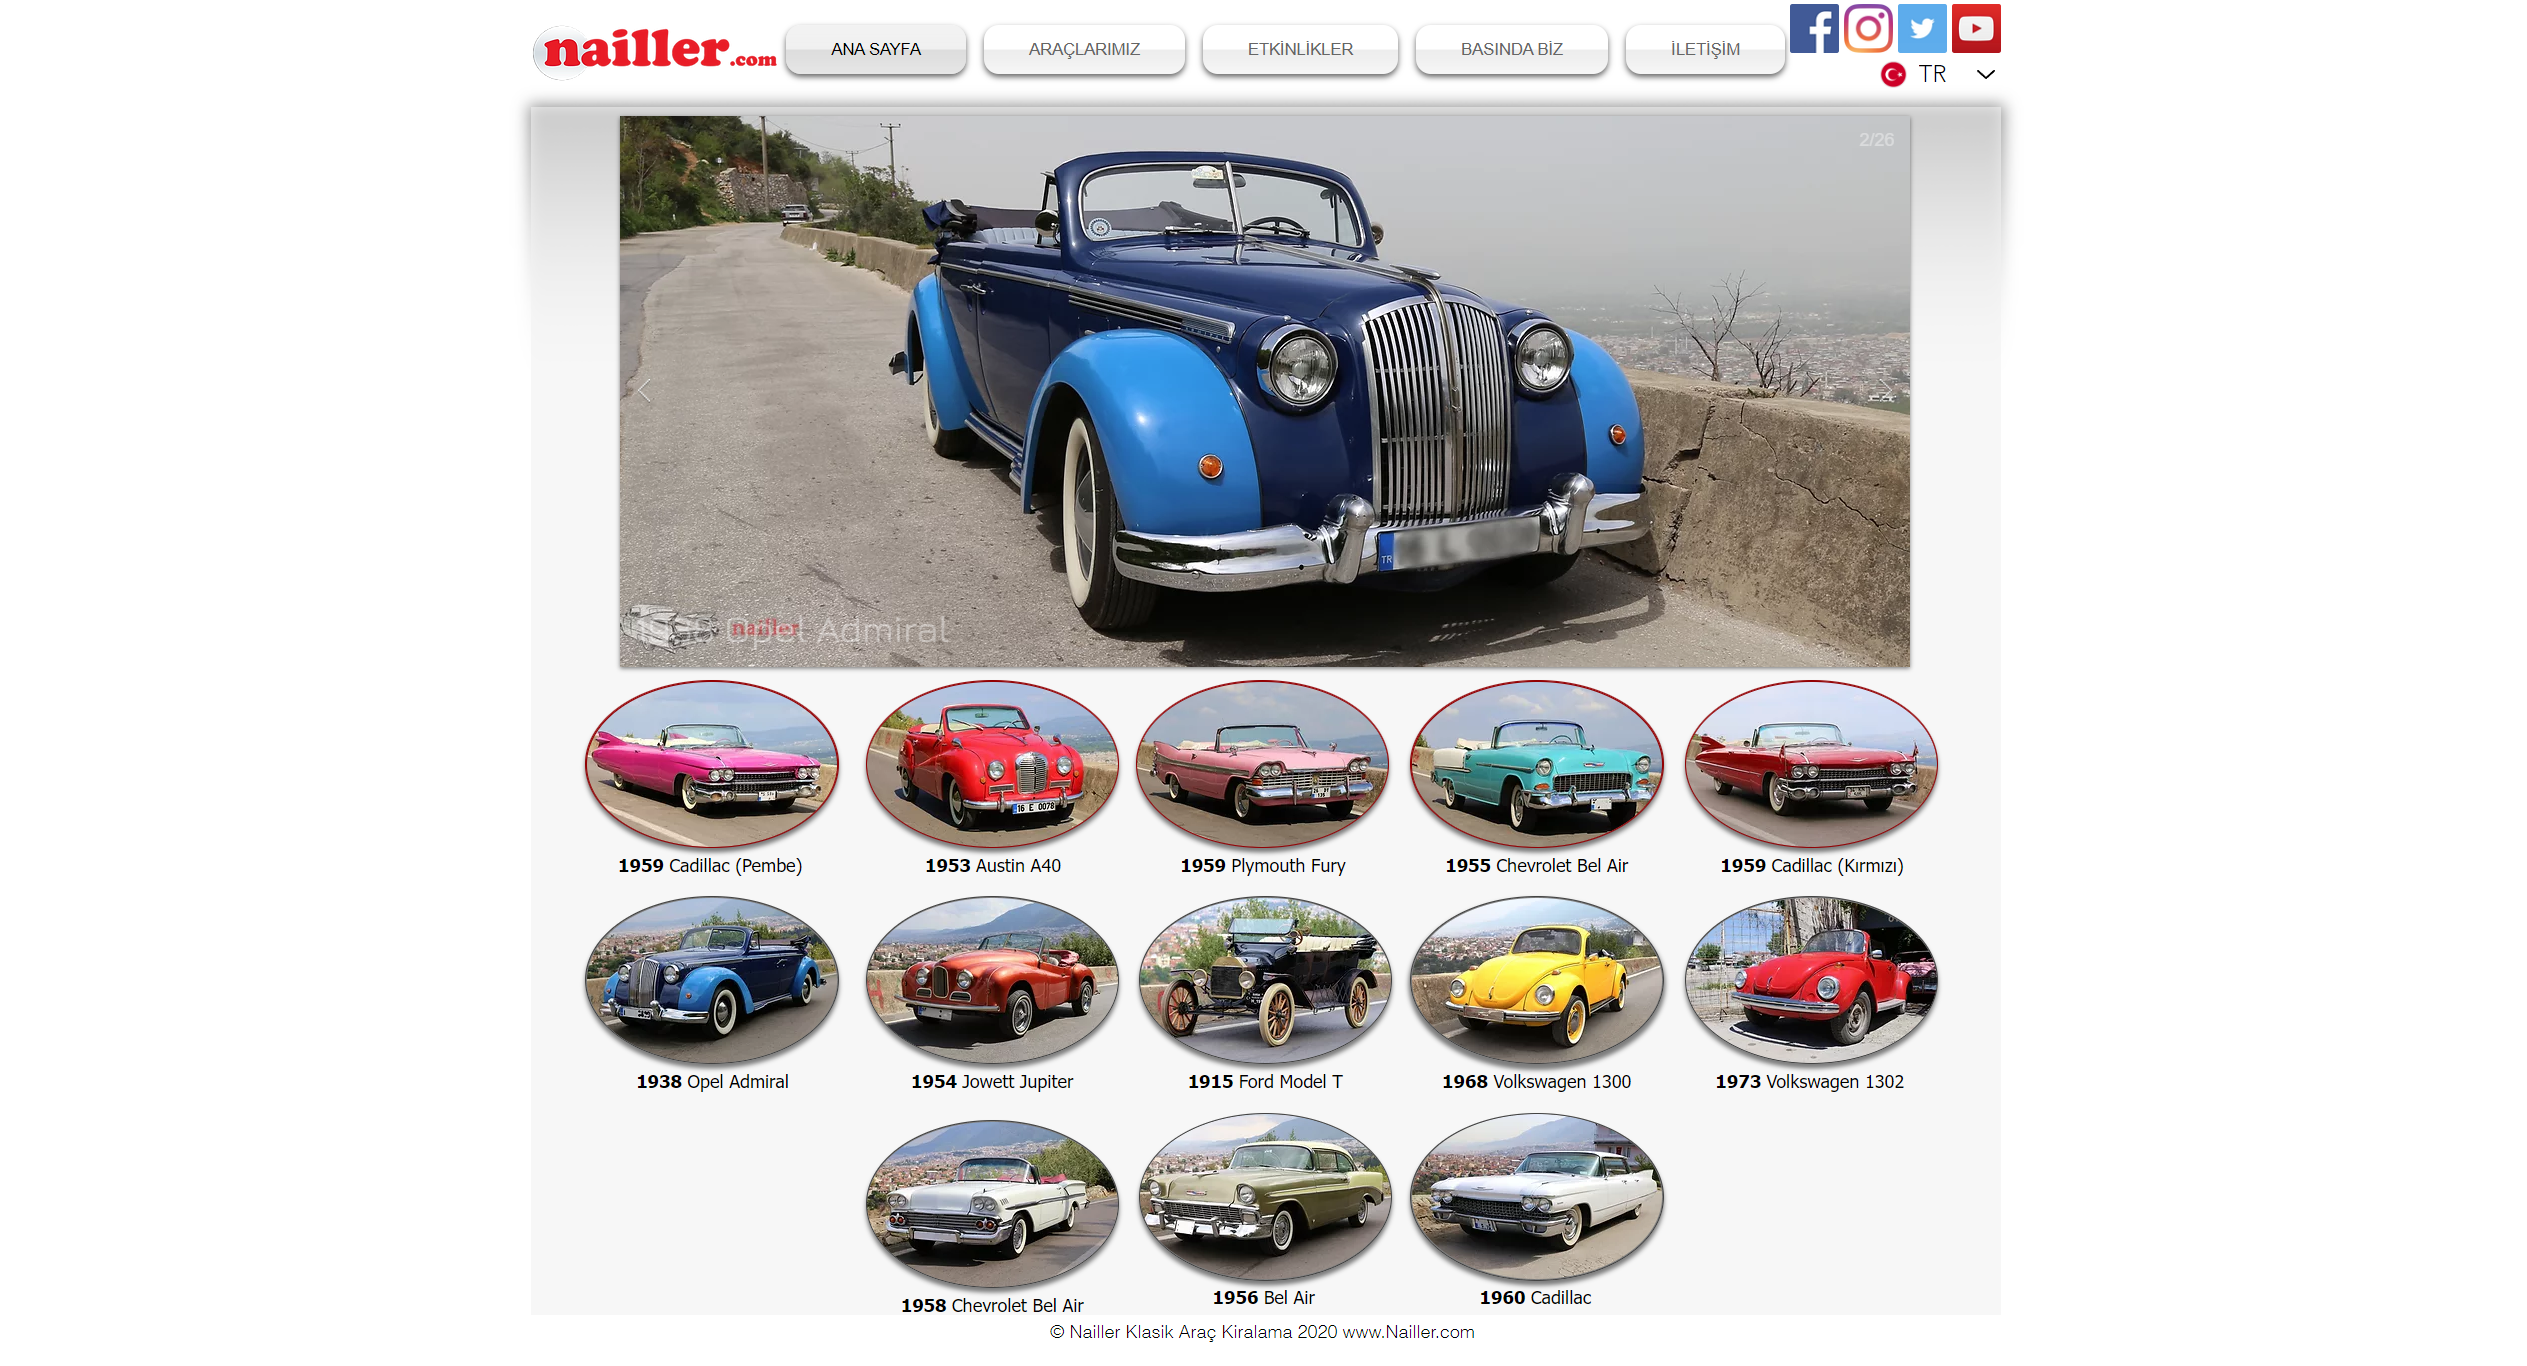 nailler.com
ANA SAYFA
ARAÇLARIMIZ
ETKİNLİKLER
BASINDA BİZ
İLETİŞİM
TR
2/26
TR
nailler
Opel Admiral
16 E 0078
1959 Cadillac (Pembe)
1953 Austin A40
1959 Plymouth Fury
1955 Chevrolet Bel Air
1959 Cadillac (Kırmızı)
1938 Opel Admiral
1954 Jowett Jupiter
1915 Ford Model T
1968 Volkswagen 1300
1973 Volkswagen 1302
1958 Chevrolet Bel Air
1956 Bel Air
1960 Cadillac
© Nailler Klasik Araç Kiralama 2020 www.Nailler.com